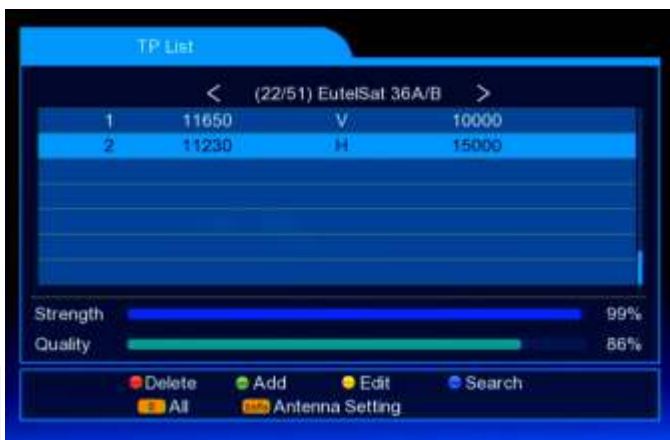 TP List
< (22/51) EutelSat 36A/B >
1 11650 V 10000
2 11230 H 15000
Strength 99%
Quality 86%
Delete Add Edit Search
All Antenna Setting